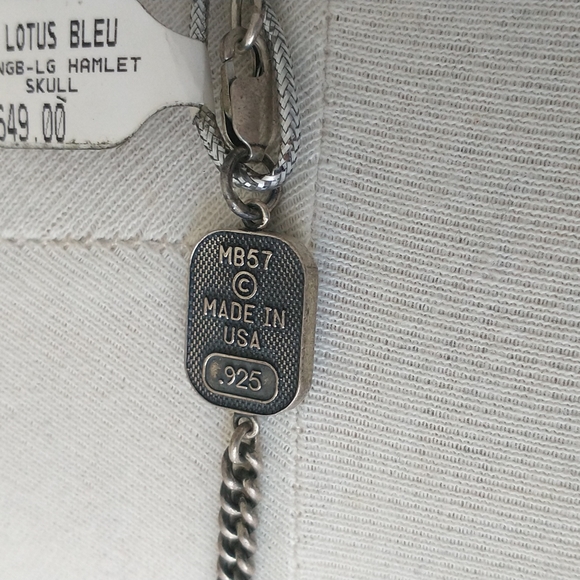 LOTUS BLEU
NGB-LG HAMLET
SKULL
649.00
MB57
©
MADE IN
USA
.925